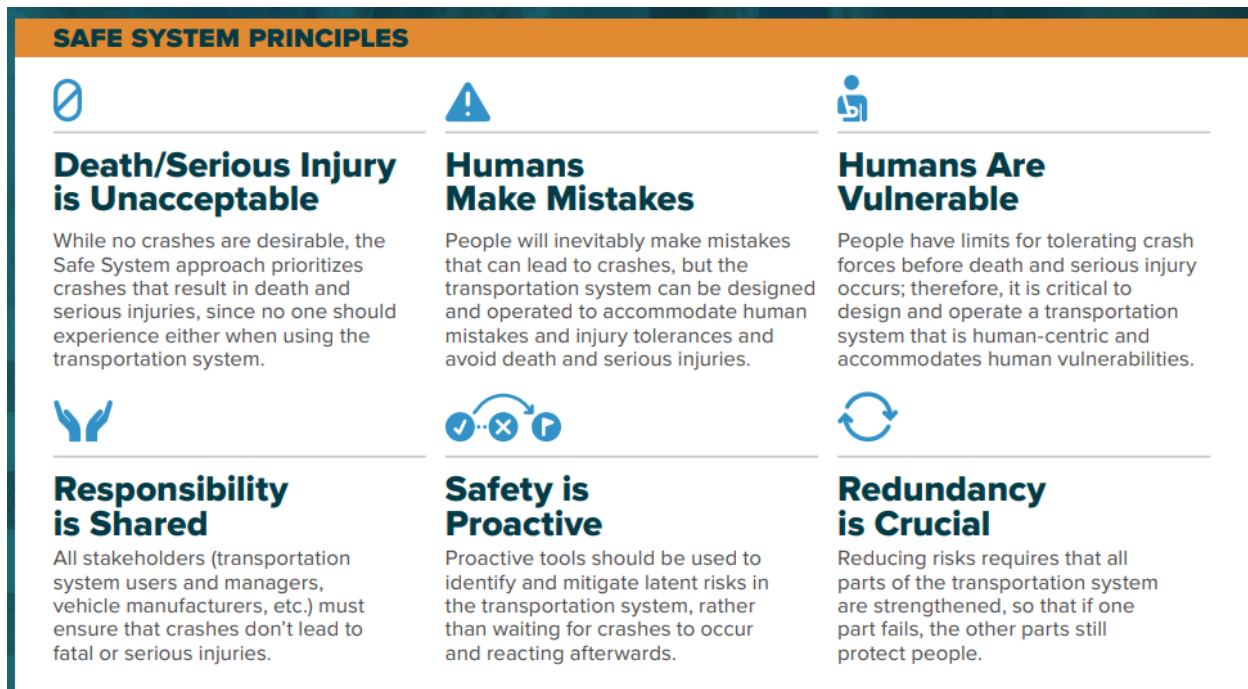 SAFE SYSTEM PRINCIPLES
Death/Serious Injury
is Unacceptable
While no crashes are desirable, the
Safe System approach prioritizes
crashes that result in death and
serious injuries, since no one should
experience either when using the
transportation system.
Humans
Make Mistakes
People will inevitably make mistakes
that can lead to crashes, but the
transportation system can be designed
and operated to accommodate human
mistakes and injury tolerances and
avoid death and serious injuries.
Humans Are
Vulnerable
People have limits for tolerating crash
forces before death and serious injury
occurs; therefore, it is critical to
design and operate a transportation
system that is human-centric and
accommodates human vulnerabilities.
Responsibility
is Shared
All stakeholders (transportation
system users and managers,
vehicle manufacturers, etc.) must
ensure that crashes don’t lead to
fatal or serious injuries.
Safety is
Proactive
Proactive tools should be used to
identify and mitigate latent risks in
the transportation system, rather
than waiting for crashes to occur
and reacting afterwards.
Redundancy
is Crucial
Reducing risks requires that all
parts of the transportation system
are strengthened, so that if one
part fails, the other parts still
protect people.